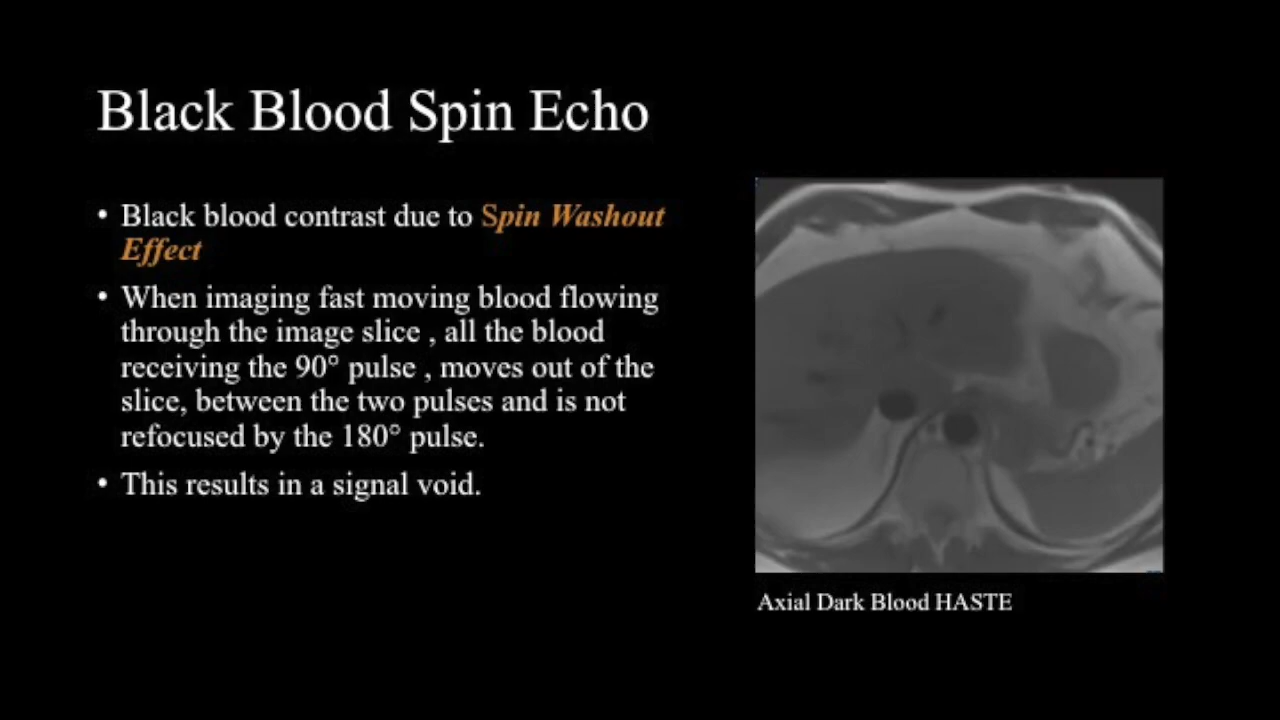 Black Blood Spin Echo
• Black blood contrast due to Spin Washout
Effect
• When imaging fast moving blood flowing
through the image slice , all the blood
receiving the 90° pulse , moves out of the
slice, between the two pulses and is not
refocused by the 180° pulse.
• This results in a signal void.
Axial Dark Blood HASTE